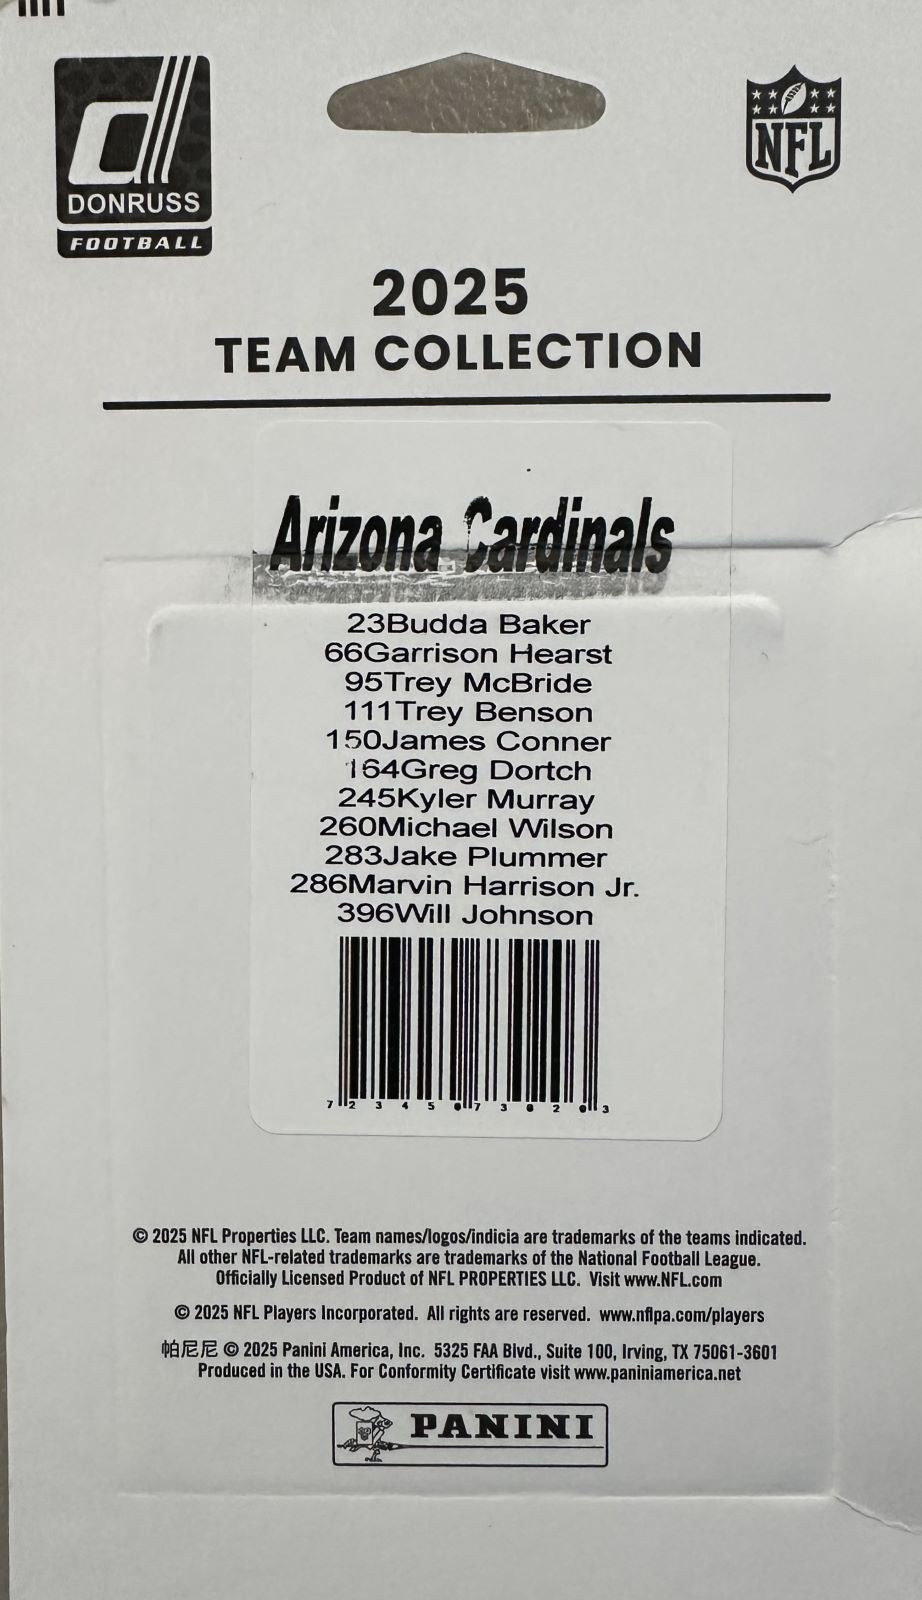 d
DONRUSS
FOOTBALL
NFL
2025
TEAM COLLECTION
Arizona Cardinals
23Budda Baker
66Garrison Hearst
95Trey McBride
111Trey Benson
150James Conner
164Greg Dortch
245Kyler Murray
260Michael Wilson
283Jake Plummer
286Marvin Harrison Jr.
396Will Johnson
7 2 3 4 5 0 7 3 0 2 0 3
© 2025 NFL Properties LLC. Team names/logos/indicia are trademarks of the teams indicated.
All other NFL-related trademarks are trademarks of the National Football League.
Officially Licensed Product of NFL PROPERTIES LLC. Visit www.NFL.com
© 2025 NFL Players Incorporated. All rights are reserved. www.nflpa.com/players
帕尼尼 © 2025 Panini America, Inc. 5325 FAA Blvd., Suite 100, Irving, TX 75061-3601
Produced in the USA. For Conformity Certificate visit www.paniniamerica.net
PANINI